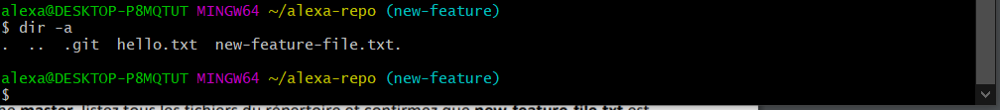 alexa@DESKTOP-P8MQTUT MINGW64 ~/alexa-repo (new-feature)
$ dir -a
.  ..  .git  hello.txt  new-feature-file.txt.
alexa@DESKTOP-P8MQTUT MINGW64 ~/alexa-repo (new-feature)
$
master, listez tous les fichiers du répertoire et confirmez que new-feature-file.txt est